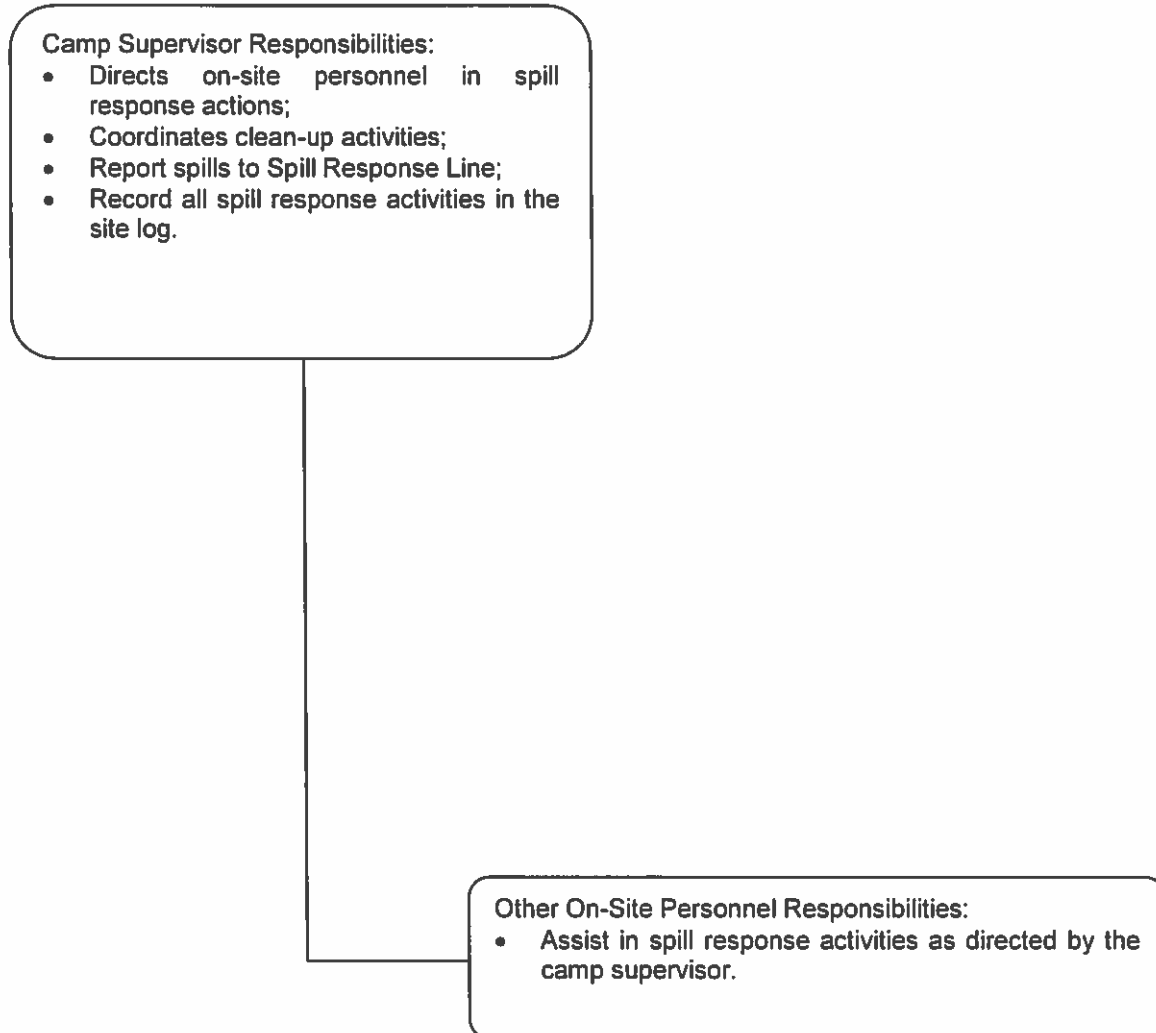 Camp Supervisor Responsibilities:
• Directs on-site personnel in spill
response actions;
• Coordinates clean-up activities;
• Report spills to Spill Response Line;
• Record all spill response activities in the
site log.
Other On-Site Personnel Responsibilities:
• Assist in spill response activities as directed by the
camp supervisor.